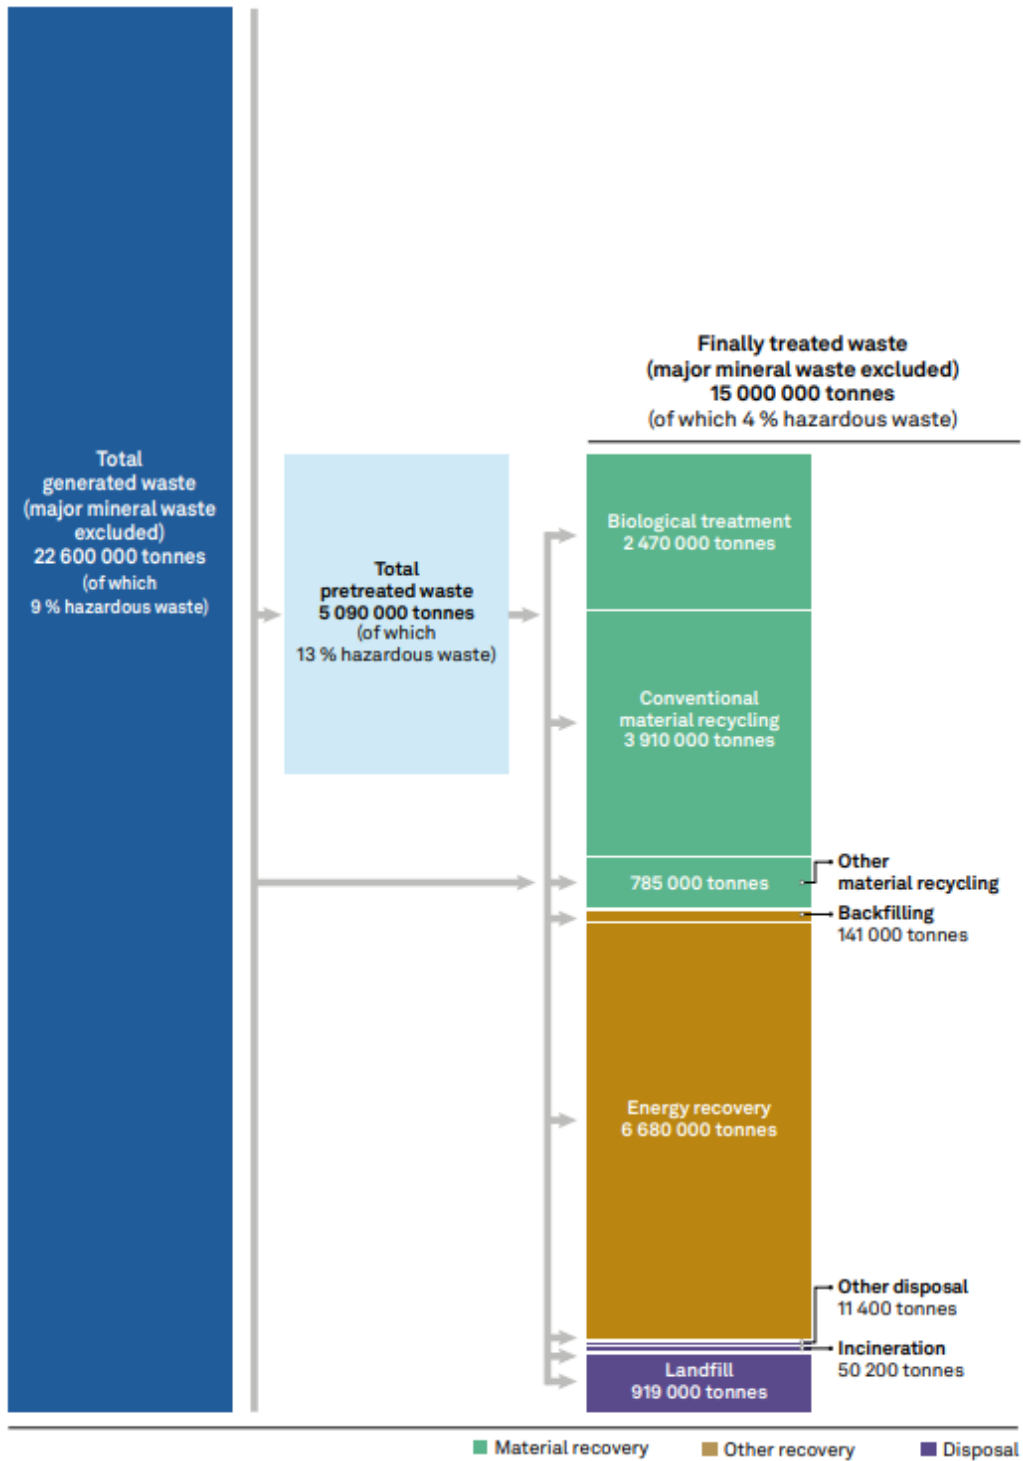 Finally treated waste
(major mineral waste excluded)
15 000 000 tonnes
(of which 4 % hazardous waste)
Total
generated waste
(major mineral waste
excluded)
22 600 000 tonnes
(of which
9 % hazardous waste)
Total
pretreated waste
5 090 000 tonnes
(of which
13 % hazardous waste)
Biological treatment
2 470 000 tonnes
Conventional
material recycling
3 910 000 tonnes
785 000 tonnes
Other
material recycling
Backfilling
141 000 tonnes
Energy recovery
6 680 000 tonnes
Other disposal
11 400 tonnes
Incineration
50 200 tonnes
Landfill
919 000 tonnes
Material recovery
Other recovery
Disposal